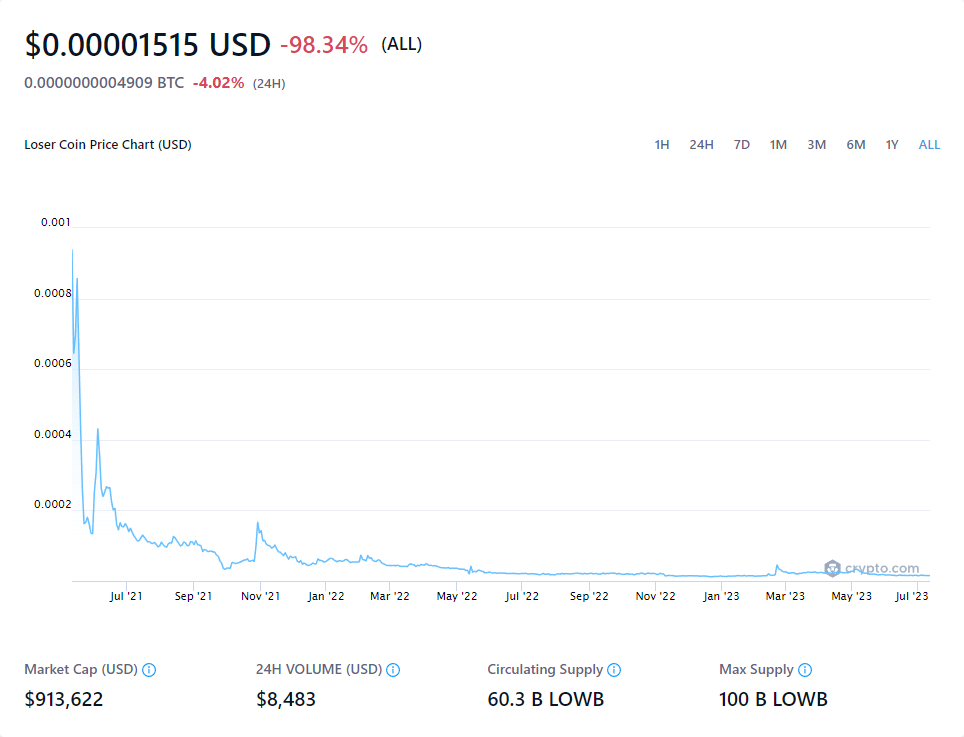 $0.00001515 USD -98.34% (ALL)
0.0000000004909 BTC -4.02% (24H)
Loser Coin Price Chart (USD) 1H 24H 7D 1M 3M 6M 1Y ALL
0.001
0.0008
0.0006
0.0004
0.0002
crypto.com
Jul '21 Sep '21 Nov '21 Jan '22 Mar '22 May '22 Jul '22 Sep '22 Nov '22 Jan '23 Mar '23 May '23 Jul '23
Market Cap (USD) 24H VOLUME (USD) Circulating Supply Max Supply
$913,622 $8,483 60.3 B LOWB 100 B LOWB